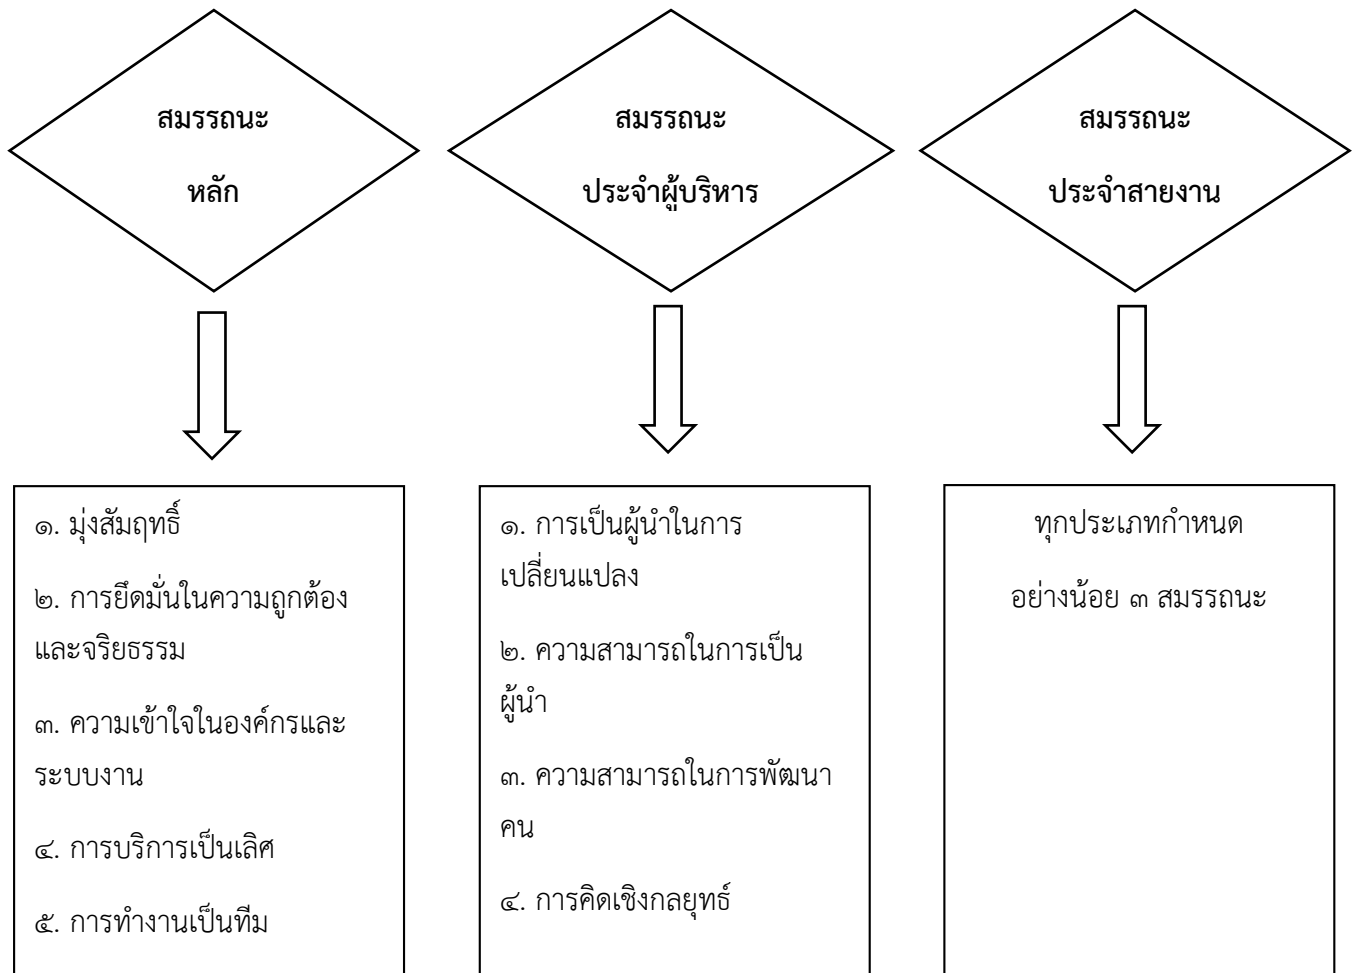 สมรรถนะ
หลัก
สมรรถนะ
ประจำผู้บริหาร
สมรรถนะ
ประจำสายงาน
๑. มุ่งสัมฤทธิ์
๒. การยึดมั่นในความถูกต้อง
และจริยธรรม
๓. ความเข้าใจในองค์กรและ
ระบบงาน
๔. การบริการเป็นเลิศ
๕. การทำงานเป็นทีม
๑. การเป็นผู้นำในการ
เปลี่ยนแปลง
๒. ความสามารถในการเป็น
ผู้นำ
๓. ความสามารถในการพัฒนา
คน
๔. การคิดเชิงกลยุทธ์
ทุกประเภทกำหนด
อย่างน้อย ๓ สมรรถนะ